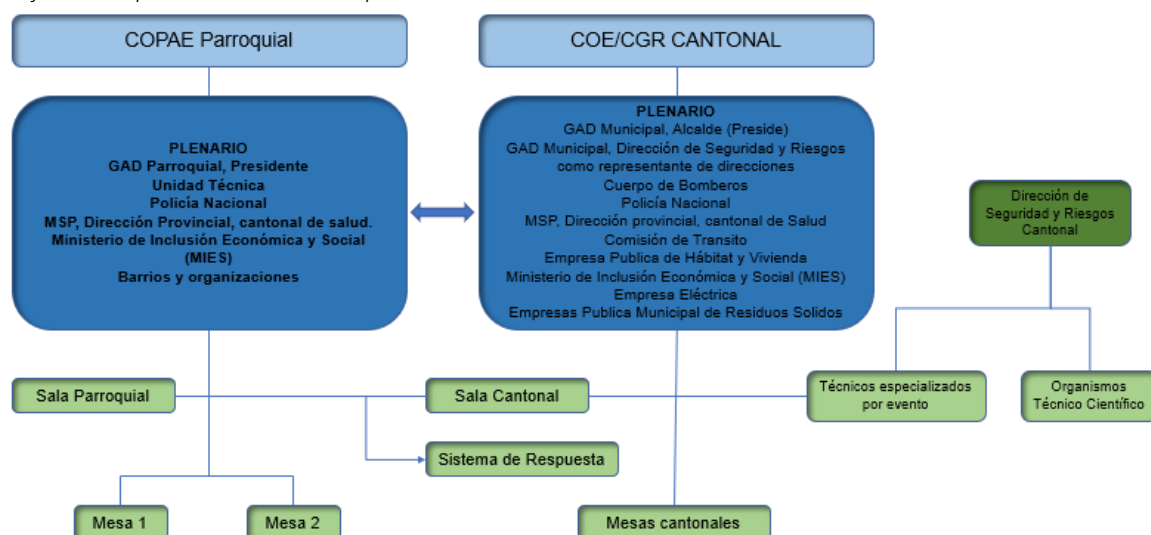 COPAE Parroquial
COE/CGR CANTONAL
PLENARIO
GAD Parroquial, Presidente
Unidad Técnica
Policía Nacional
MSP, Dirección Provincial, cantonal de salud.
Ministerio de Inclusión Económica y Social
(MIES)
Barrios y organizaciones
PLENARIO
GAD Municipal, Alcalde (Preside)
GAD Municipal, Dirección de Seguridad y Riesgos
como representante de direcciones
Cuerpo de Bomberos
Policía Nacional
MSP, Dirección provincial, cantonal de Salud
Comisión de Transito
Empresa Publica de Hábitat y Vivienda
Ministerio de Inclusión Económica y Social (MIES)
Empresa Eléctrica
Empresas Publica Municipal de Residuos Solidos
Dirección de
Seguridad y Riesgos
Cantonal
Sala Parroquial
Sala Cantonal
Técnicos especializados
por evento
Organismos
Técnico Científico
Sistema de Respuesta
Mesa 1
Mesa 2
Mesas cantonales